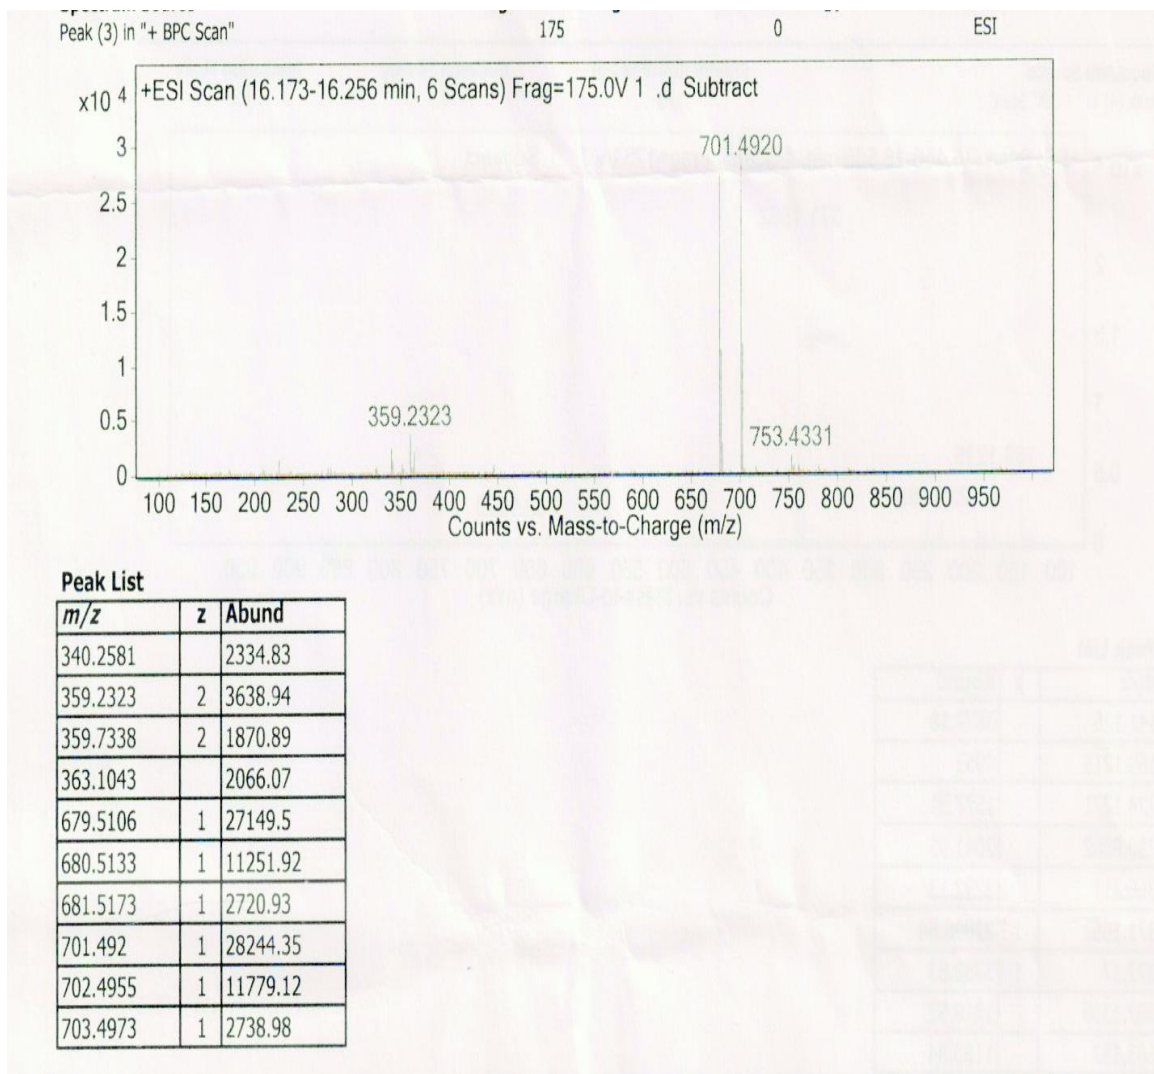 Peak (3) in "+ BPC Scan" 175 0 ESI
x10 4 +ESI Scan (16.173-16.256 min, 6 Scans) Frag=175.0V 1 .d Subtract
3
701.4920
2.5
2
1.5
1
0.5
359.2323
753.4331
0
100 150 200 250 300 350 400 450 500 550 600 650 700 750 800 850 900 950
Counts vs. Mass-to-Charge (m/z)
Peak List
m/z z Abund
340.2581 2334.83
359.2323 2 3638.94
359.7338 2 1870.89
363.1043 2066.07
679.5106 1 27149.5
680.5133 1 11251.92
681.5173 1 2720.93
701.492 1 28244.35
702.4955 1 11779.12
703.4973 1 2738.98